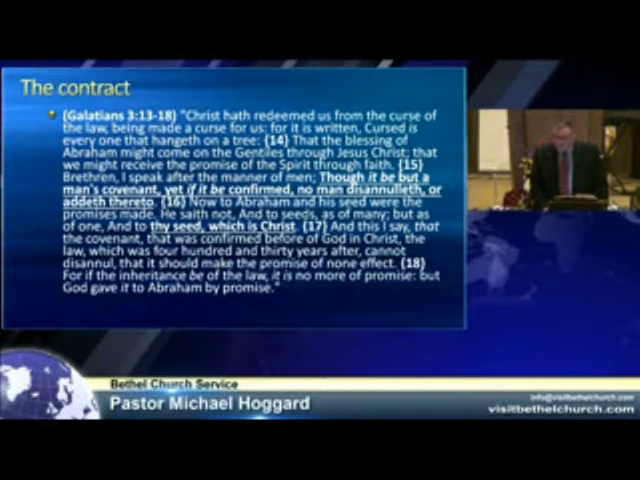 The contract
(Galatians 3:13-18) "Christ hath redeemed us from the curse of
the law, being made a curse for us: for it is written, Cursed is
every one that hangeth on a tree: {14} That the blessing of
Abraham might come on the Gentiles through Jesus Christ; that
we might receive the promise of the Spirit through faith. {15}
Brethren, I speak after the manner of men; Though it be but a
man's covenant, yet if it be confirmed, no man disannulleth, or
addeth thereto. {16} Now to Abraham and his seed were the
promises made. He saith not, And to seeds, as of many; but as
of one, And to thy seed, which is Christ. {17} And this I say, that
the covenant, that was confirmed before of God in Christ, the
law, which was four hundred and thirty years after, cannot
disannul, that it should make the promise of none effect. {18}
For if the inheritance be of the law, it is no more of promise: but
God gave it to Abraham by promise."
Bethel Church Service
Pastor Michael Hoggard
info@visitbethelchurch.com
visitbethelchurch.com